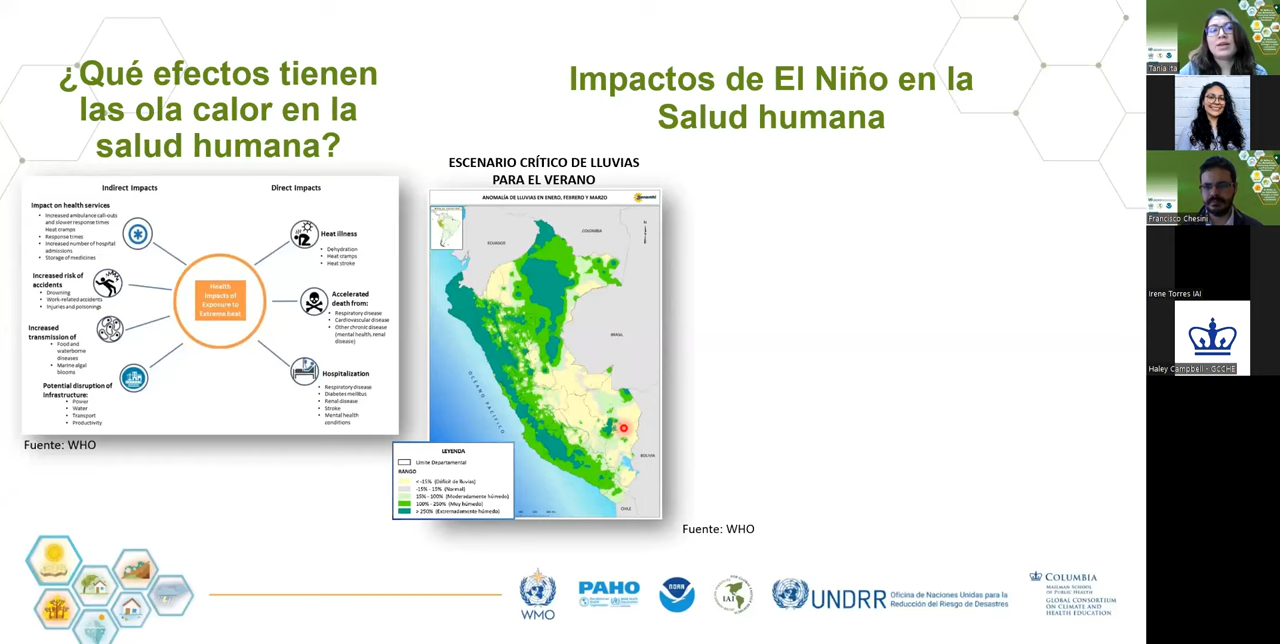 ¿Qué efectos tienen
las ola calor en la
salud humana?
Indirect Impacts
Direct Impacts
Impact on health services
• Increased ambulance call-outs
and slower response times
Heat cramps
• Response times
• Increased number of hospital
admissions
• Storage of medicines
Increased risk of
accidents
• Drowning
• Work-related accidents
• Injuries and poisonings
Increased
transmission of
• Food and
waterborne
diseases
• Marine algal
blooms
Potential disruption of
infrastructure:
• Power
• Water
• Transport
• Productivity
Health
Impacts of
Exposure to
Extreme heat
Heat illness
• Dehydration
• Heat cramps
• Heat stroke
Accelerated
death from:
• Respiratory disease
• Cardiovascular disease
• Other chronic disease
(mental health, renal
disease)
Hospitalization
• Respiratory disease
• Diabetes mellitus
• Renal disease
• Stroke
• Mental health
conditions
Fuente: WHO
Impactos de El Niño en la
Salud humana
ESCENARIO CRÍTICO DE LLUVIAS
PARA EL VERANO
ANOMALÍA DE LLUVIAS EN ENERO, FEBRERO Y MARZO
ECUADOR
COLOMBIA
BRASIL
OCÉANO PACÍFICO
BOLIVIA
CHILE
LEYENDA
Límite Departamental
RANGO
< -15% (Déficit de lluvias)
-15% - 15% (Normal)
15% - 100% (Moderadamente húmedo)
100% - 250% (Muy húmedo)
> 250% (Extremadamente húmedo)
Fuente: WHO
WMO
PAHO
NOAA
IAI
UNDRR
Oficina de Naciones Unidas para la
Reducción del Riesgo de Desastres
COLUMBIA
MAILMAN SCHOOL
OF PUBLIC HEALTH
GLOBAL CONSORTIUM
ON CLIMATE AND
HEALTH EDUCATION
Tania Ita
Francisco Chesini
Irene Torres IAI
Haley Campbell - GCCHE